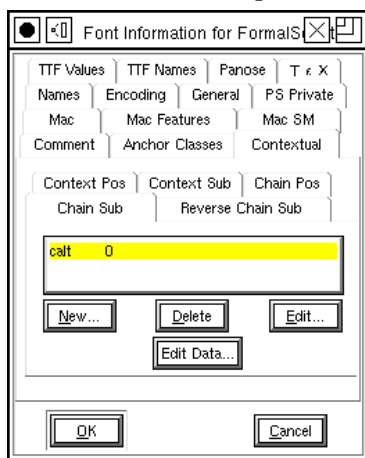 Font Information for FormalS
TTF Values TTF Names Panose T ε X
Names Encoding General PS Private
Mac Mac Features Mac SM
Comment Anchor Classes Contextual
Context Pos Context Sub Chain Pos
Chain Sub Reverse Chain Sub
calt 0
New... Delete Edit...
Edit Data...
OK Cancel